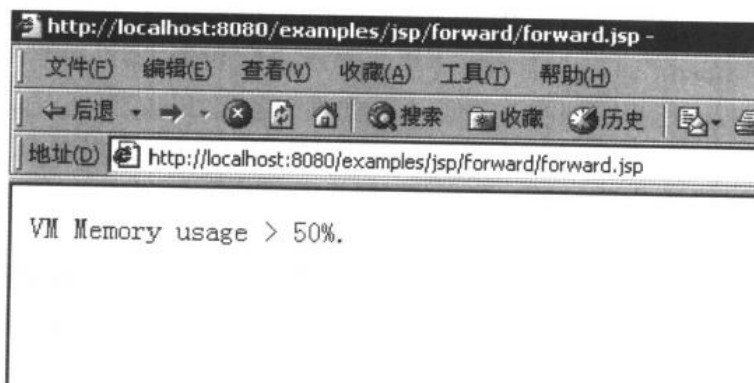 http://localhost:8080/examples/jsp/forward/forward.jsp -
文件(F) 编辑(E) 查看(V) 收藏(A) 工具(T) 帮助(H)
后退 搜索 收藏 历史
地址(D) http://localhost:8080/examples/jsp/forward/forward.jsp
VM Memory usage > 50%.